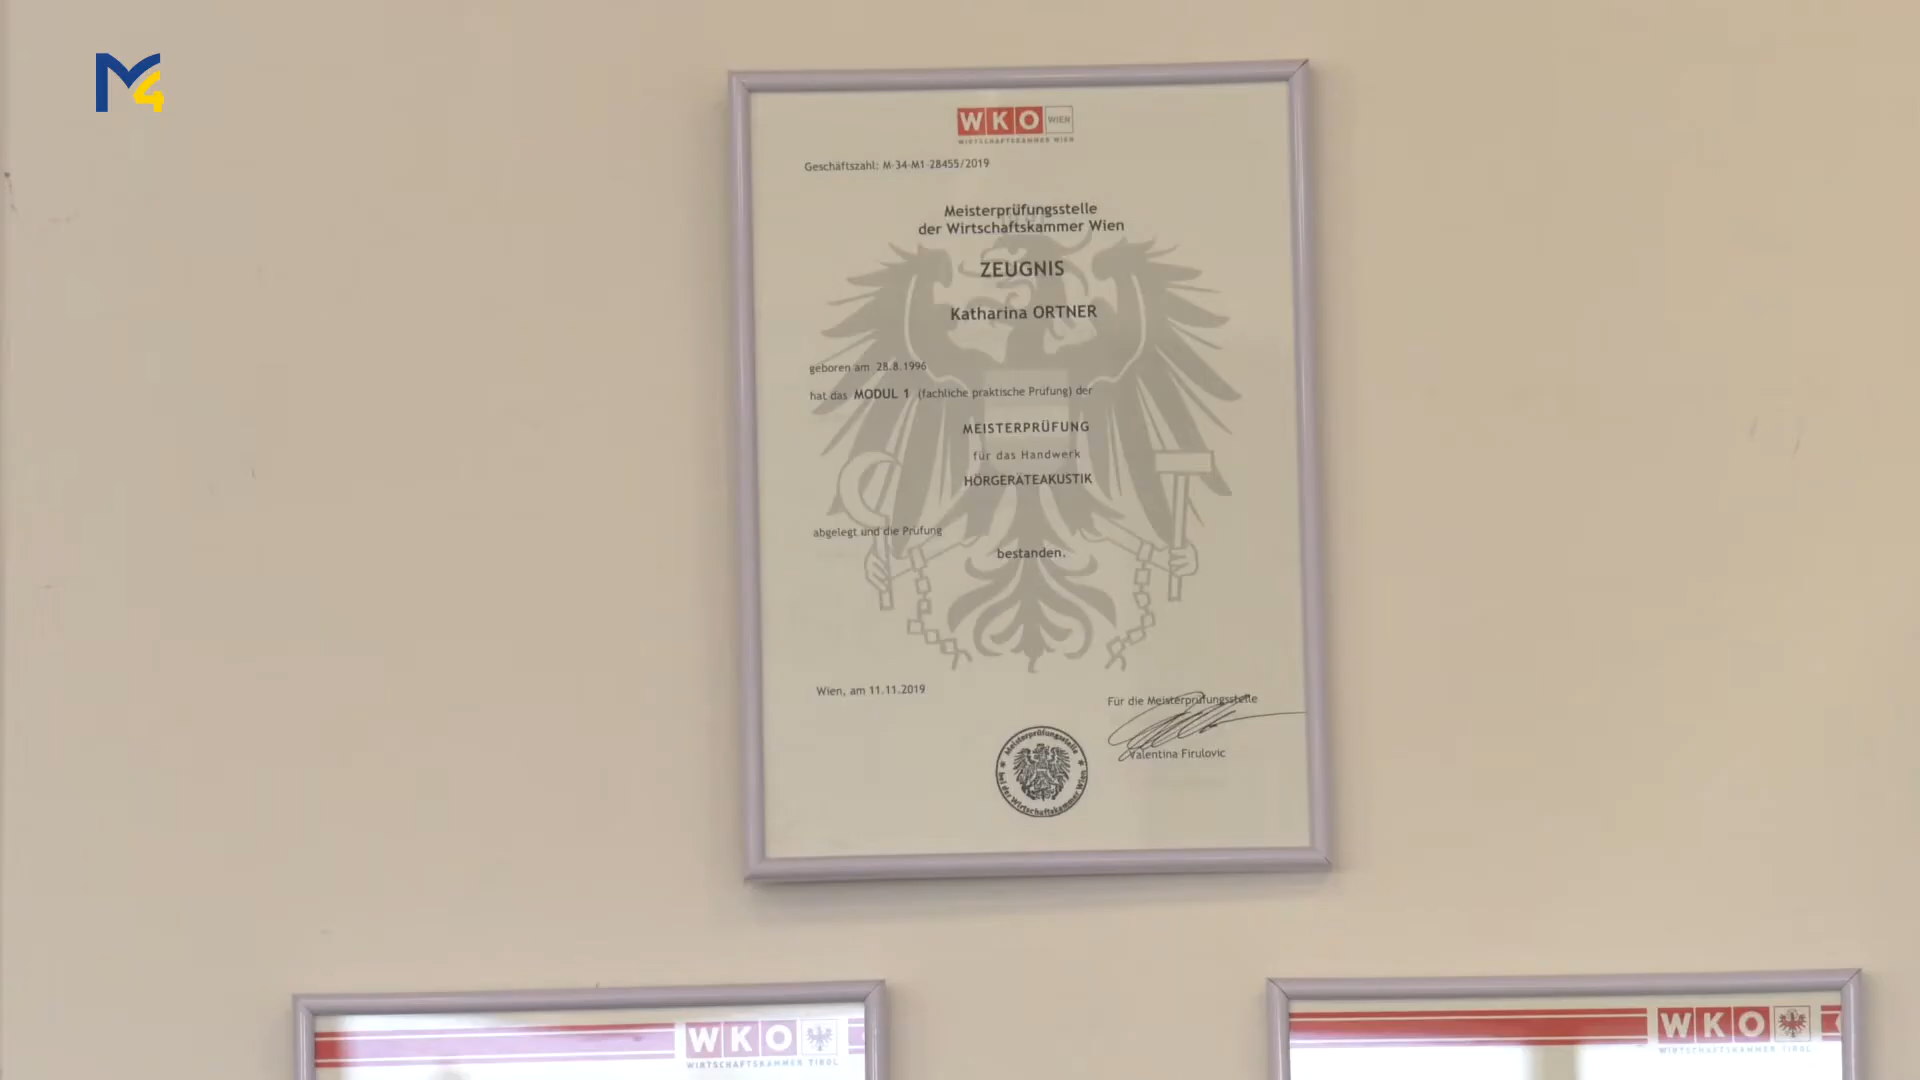 M4
WKO WIEN
WIRTSCHAFTSKAMMER WIEN
Geschäftszahl: M-34-M1-28455/2019
Meisterprüfungsstelle
der Wirtschaftskammer Wien
ZEUGNIS
Katharina ORTNER
geboren am 28.8.1996
hat das MODUL 1 (fachliche praktische Prüfung) der
MEISTERPRÜFUNG
für das Handwerk
HÖRGERÄTEAKUSTIK
abgelegt und die Prüfung
bestanden.
Wien, am 11.11.2019
Für die Meisterprüfungsstelle
Valentina Firulovic
Meisterprüfungsstelle
bei der Wirtschaftskammer Wien
WKO
WIRTSCHAFTSKAMMER TIROL
WKO
WIRTSCHAFTSKAMMER TIROL